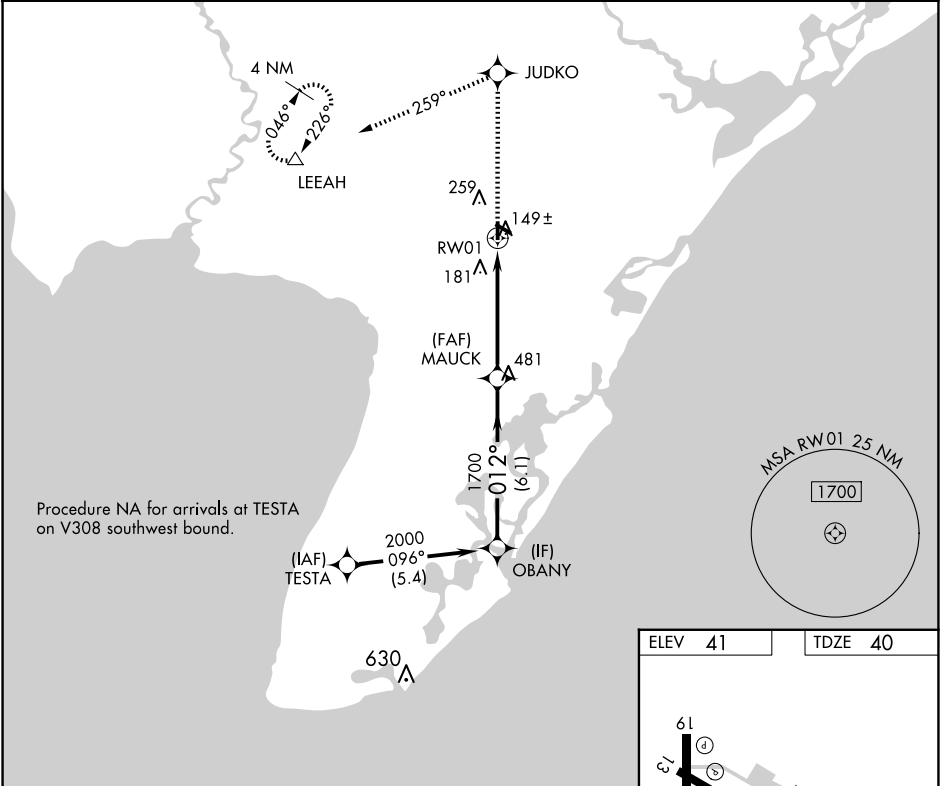 4 NM
JUDKO
259°
046°
226°
LEEAH
259
149±
RW01
181
(FAF)
MAUCK
481
1700
012°
(6.1)
MSA RW01 25 NM
1700
Procedure NA for arrivals at TESTA
on V308 southwest bound.
2000
096°
(5.4)
(IAF)
TESTA
(IF)
OBANY
630
ELEV 41
TDZE 40
19
P
13
P